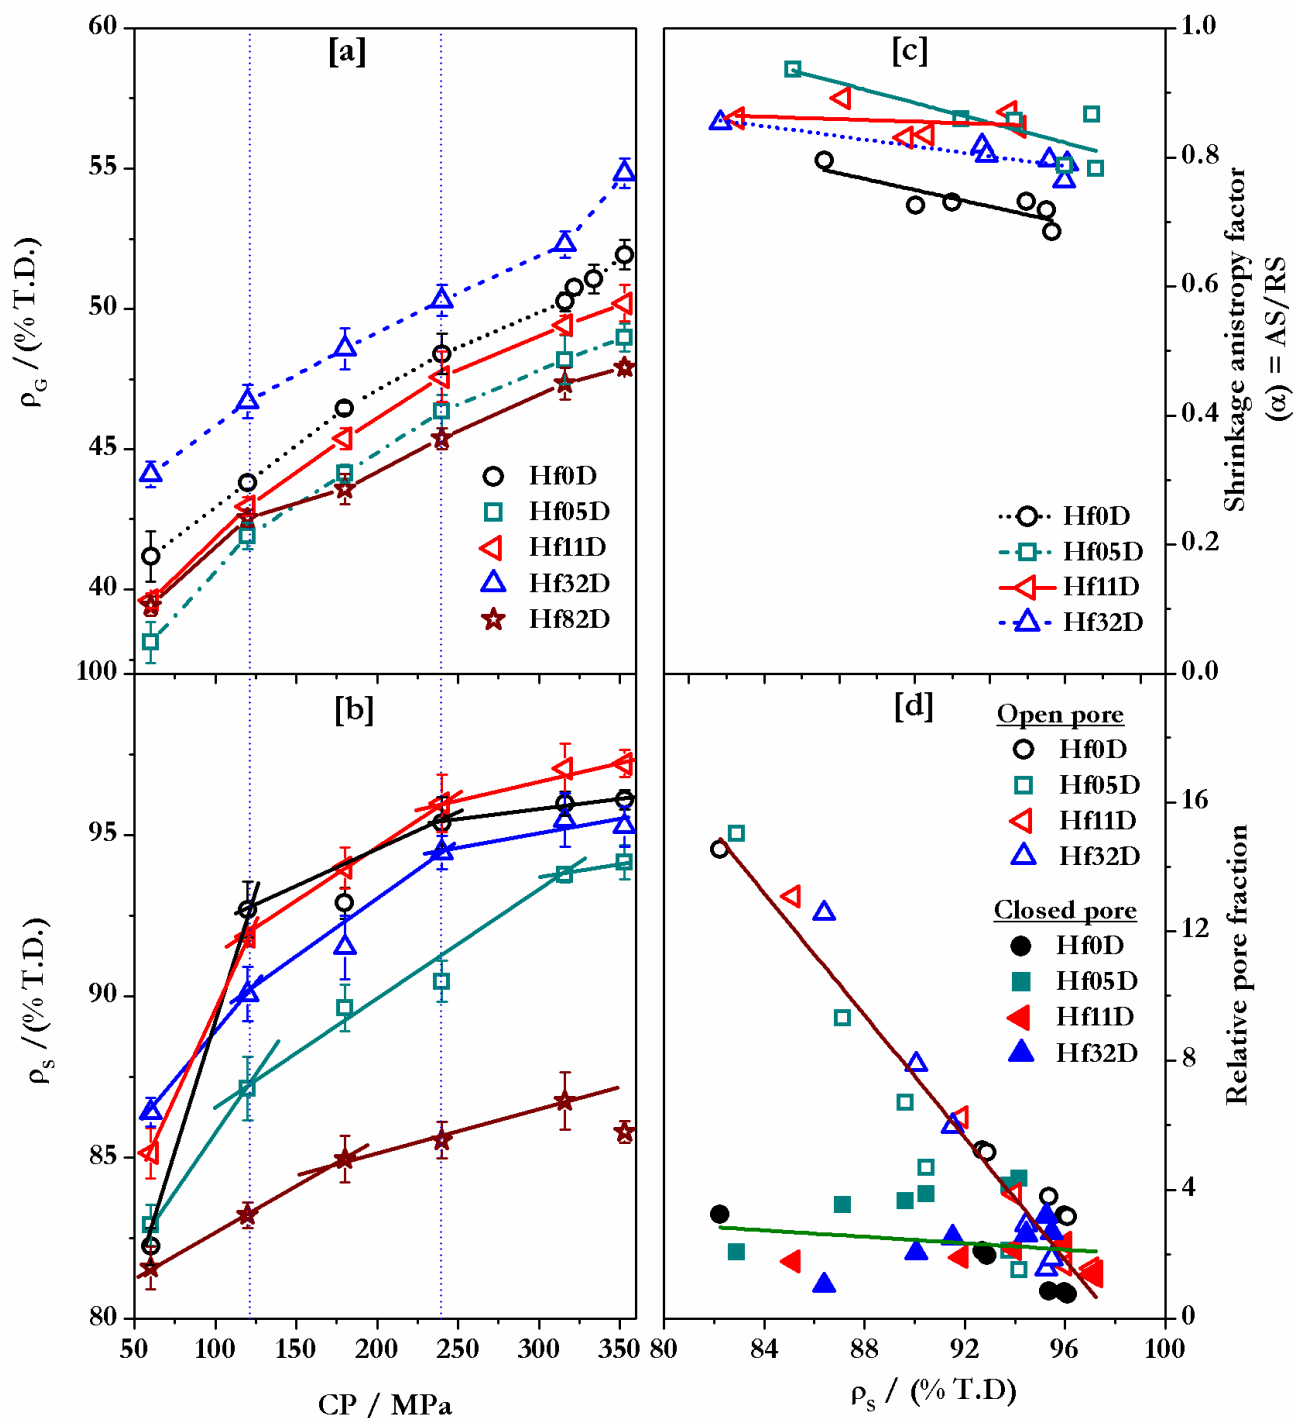 [a]
60
55
50
45
40
ρG / (% T.D.)
Hf0D
Hf05D
Hf11D
Hf32D
Hf82D
[c]
1.0
0.8
0.6
0.4
0.2
0.0
Shrinkage anistropy factor
(α) = AS/RS
Hf0D
Hf05D
Hf11D
Hf32D
[b]
100
95
90
85
80
ρs / (% T.D.)
50 100 150 200 250 300 350
CP / MPa
[d]
Open pore
Hf0D
Hf05D
Hf11D
Hf32D
Closed pore
Hf0D
Hf05D
Hf11D
Hf32D
16
12
8
4
0
Relative pore fraction
80 84 88 92 96 100
ρs / (% T.D)